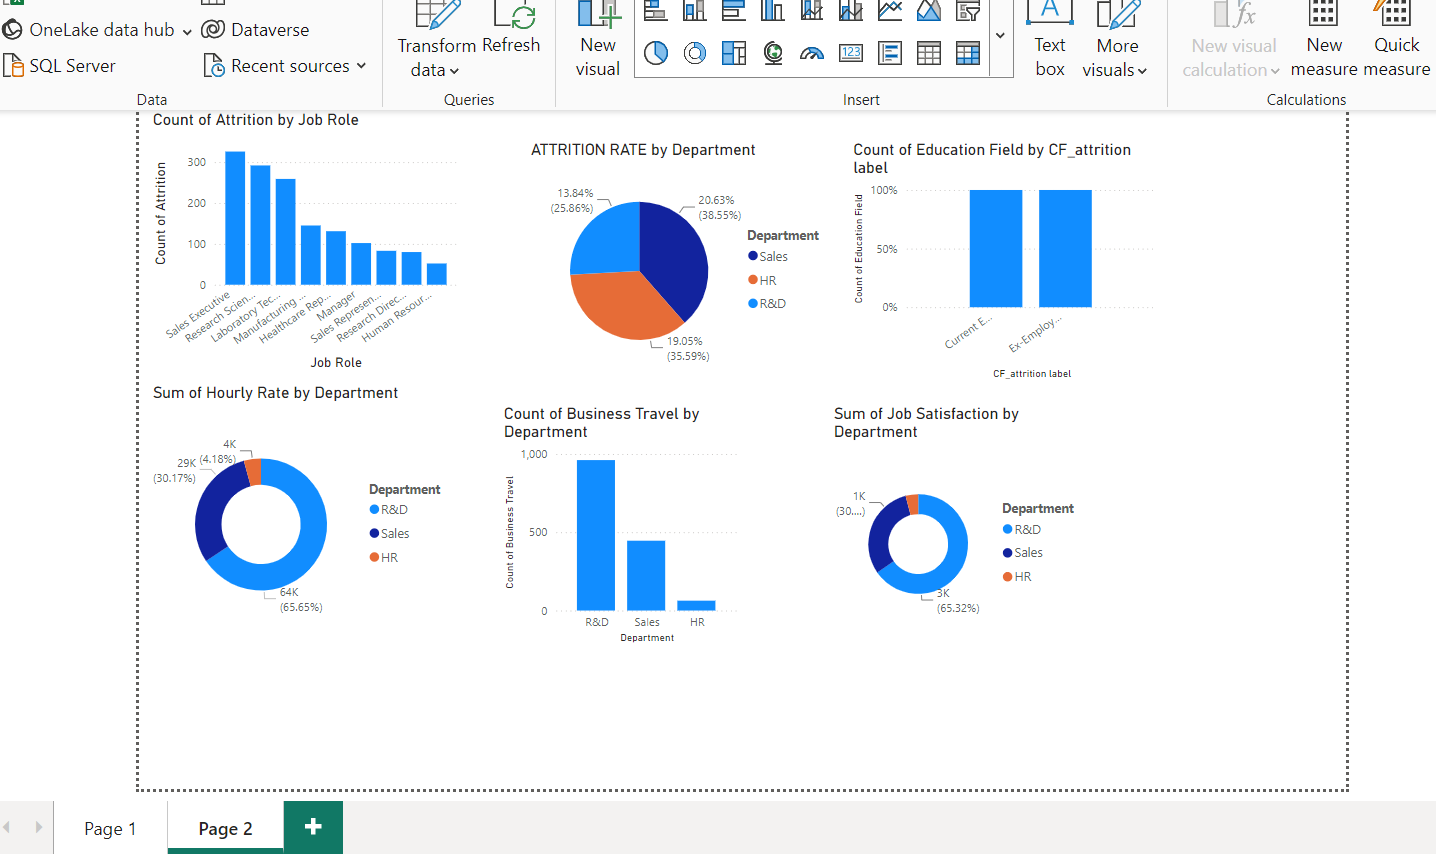 OneLake data hub
Dataverse
SQL Server
Recent sources
Data
Transform
data
Refresh
Queries
New
visual
123
Insert
A
Text
box
More
visuals
fx
New visual
calculation
New
measure
Quick
measure
Calculations
Count of Attrition by Job Role
Count of Attrition
300
200
100
0
Sales Executive
Research Scien...
Laboratory Tec...
Manufacturing ...
Healthcare Rep...
Manager
Sales Represen...
Research Direc...
Human Resour...
Job Role
ATTRITION RATE by Department
13.84%
(25.86%)
20.63%
(38.55%)
19.05%
(35.59%)
Department
Sales
HR
R&D
Count of Education Field by CF_attrition
label
Count of Education Field
100%
50%
0%
Current E...
Ex-Employ...
CF_attrition label
Sum of Hourly Rate by Department
4K
(4.18%)
29K
(30.17%)
64K
(65.65%)
Department
R&D
Sales
HR
Count of Business Travel by
Department
Count of Business Travel
1,000
500
0
R&D
Sales
HR
Department
Sum of Job Satisfaction by
Department
1K
(30....)
3K
(65.32%)
Department
R&D
Sales
HR
Page 1
Page 2
+